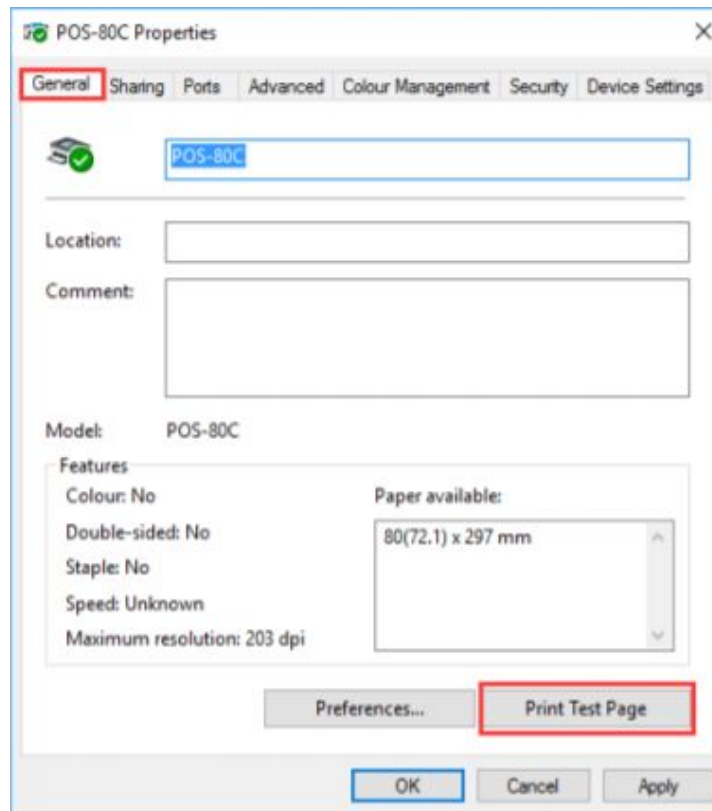 POS-80C Properties
General Sharing Ports Advanced Colour Management Security Device Settings
POS-80C
Location:
Comment:
Model: POS-80C
Features
Colour: No
Paper available:
Double-sided: No
80(72.1) x 297 mm
Staple: No
Speed: Unknown
Maximum resolution: 203 dpi
Preferences... Print Test Page
OK Cancel Apply